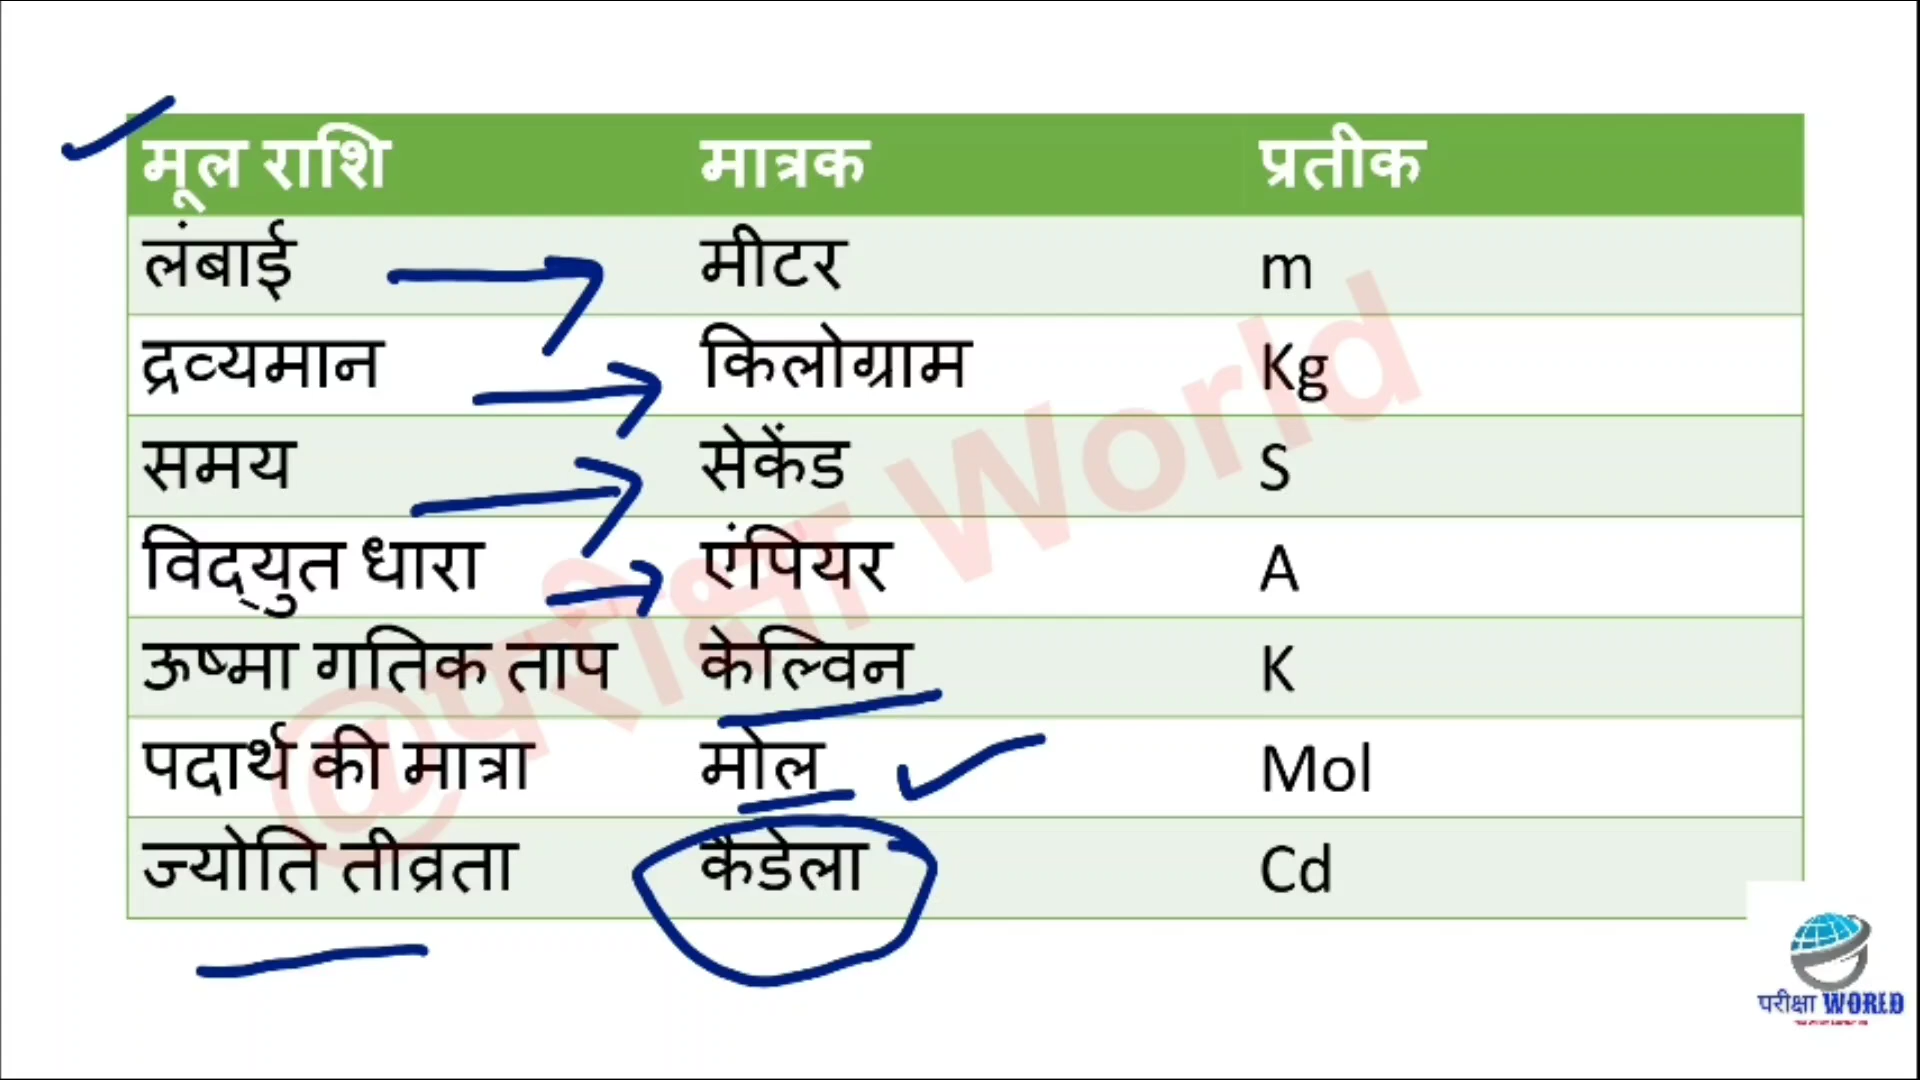 मूल राशि मात्रक प्रतीक
लंबाई मीटर m
द्रव्यमान किलोग्राम Kg
समय सेकेंड S
विद्युत धारा एंपियर A
ऊष्मा गतिक ताप केल्विन K
पदार्थ की मात्रा मोल Mol
ज्योति तीव्रता कैडेला Cd
@परीक्षा World
परीक्षा WORLD